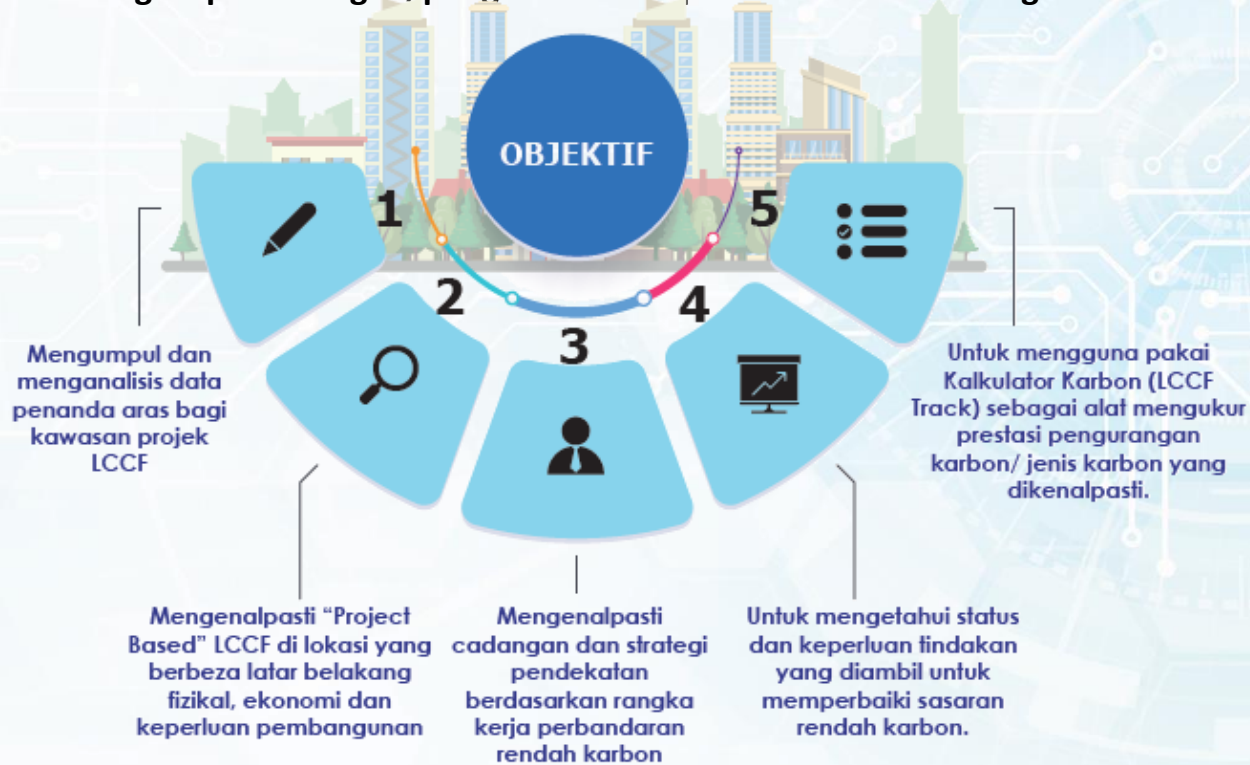 OBJEKTIF
1
Mengumpul dan
menganalisis data
penanda aras bagi
kawasan projek
LCCF
2
Mengenalpasti “Project
Based” LCCF di lokasi yang
berbeza latar belakang
fizikal, ekonomi dan
keperluan pembangunan
3
Mengenalpasti
cadangan dan strategi
pendekatan
berdasarkan rangka
kerja perbandaran
rendah karbon
4
Untuk mengetahui status
dan keperluan tindakan
yang diambil untuk
memperbaiki sasaran
rendah karbon.
5
Untuk mengguna pakai
Kalkulator Karbon (LCCF
Track) sebagai alat mengukur
prestasi pengurangan
karbon/ jenis karbon yang
dikenalpasti.